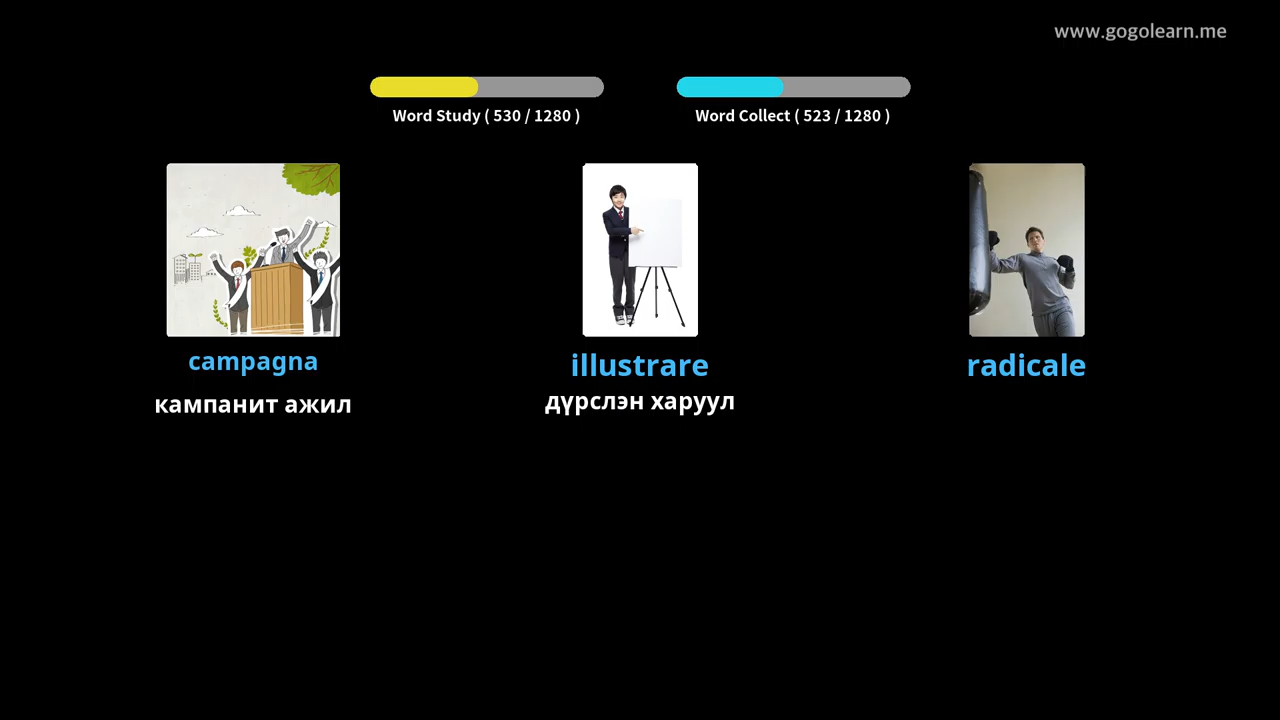 www.gogolearn.me
Word Study ( 530 / 1280 )
Word Collect ( 523 / 1280 )
campagna
кампанит ажил
illustrare
дүрслэн харуул
radicale